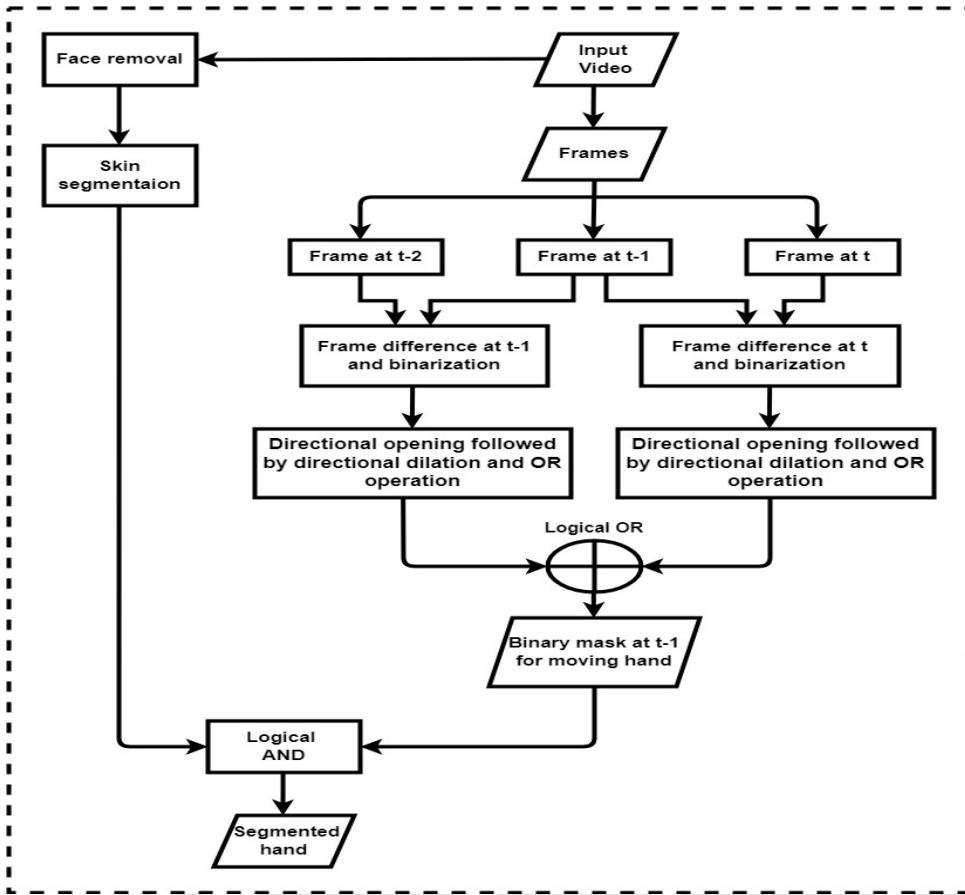 Face removal
Input
Video
Skin
segmentaion
Frames
Frame at t-2
Frame at t-1
Frame at t
Frame difference at t-1
and binarization
Frame difference at t
and binarization
Directional opening followed
by directional dilation and OR
operation
Directional opening followed
by directional dilation and OR
operation
Logical OR
Binary mask at t-1
for moving hand
Logical
AND
Segmented
hand